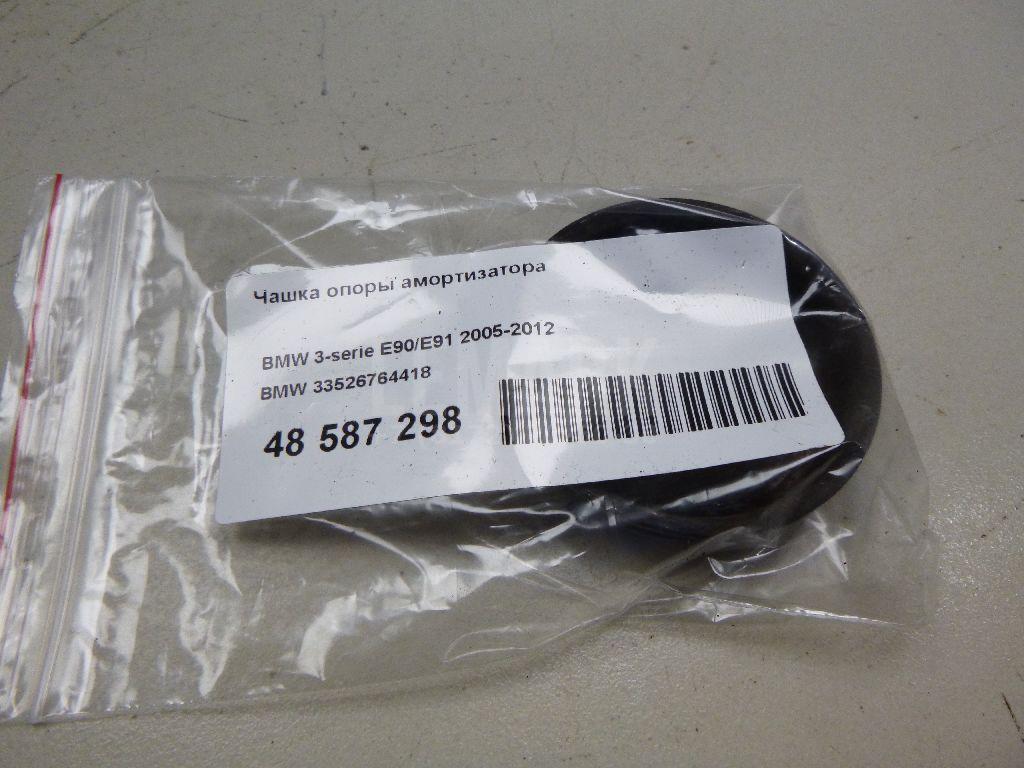 Чашка опоры амортизатора
BMW 3-serie E90/E91 2005-2012
BMW 33526764418
48 587 298